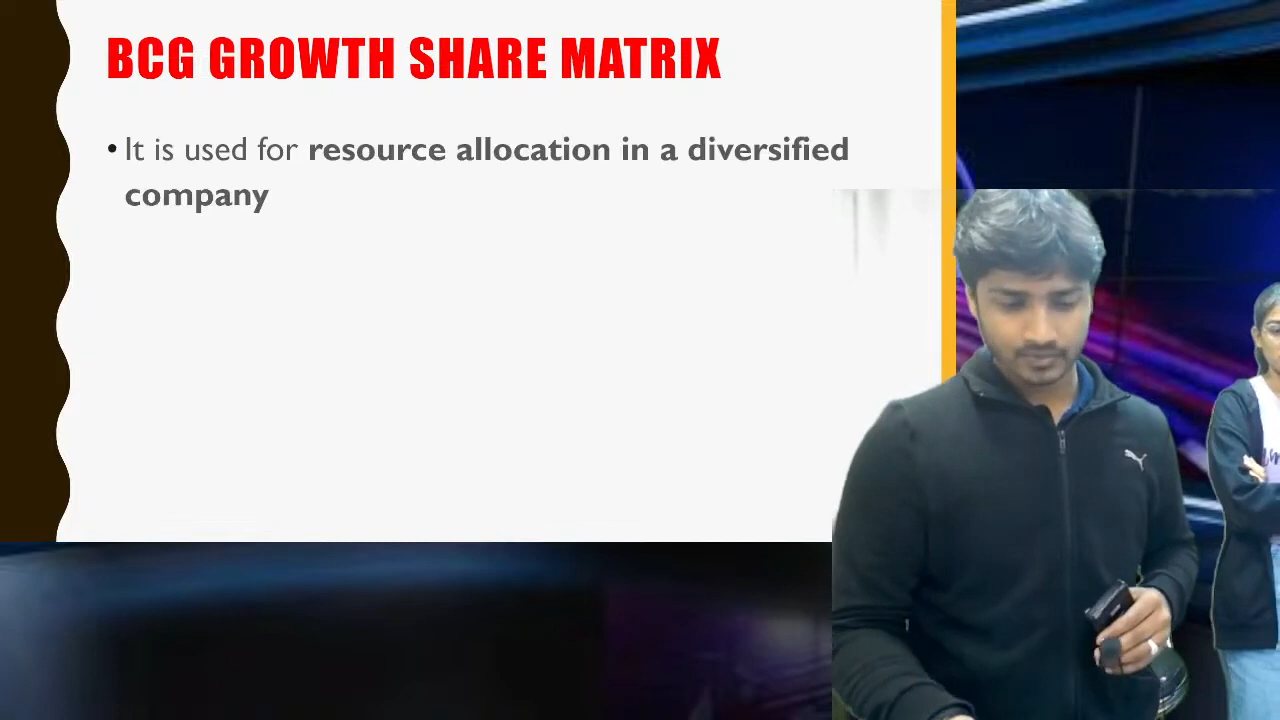 BCG GROWTH SHARE MATRIX
• It is used for resource allocation in a diversified
company